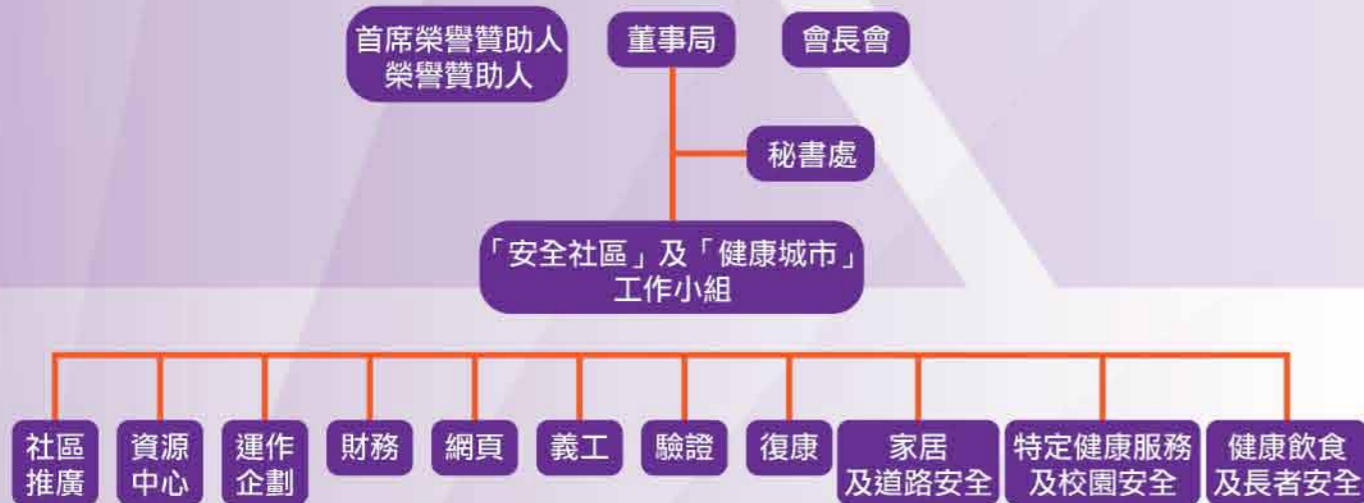 首席榮譽贊助人
榮譽贊助人
董事局
會長會
秘書處
「安全社區」及「健康城市」
工作小組
社區
推廣
資源
中心
運作
企劃
財務
網頁
義工
驗證
復康
家居
及道路安全
特定健康服務
及校園安全
健康飲食
及長者安全